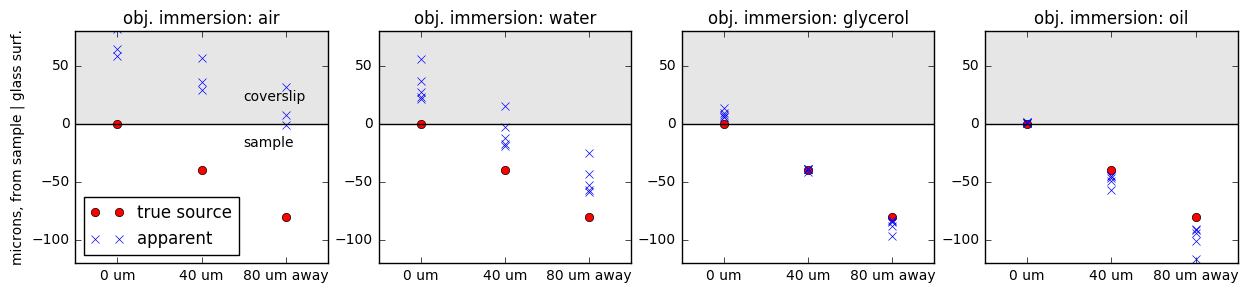 obj. immersion: air
obj. immersion: water
obj. immersion: glycerol
obj. immersion: oil
microns, from sample | glass surf.
50
0
−50
−100
coverslip
sample
true source
apparent
0 um
40 um
80 um away
50
0
−50
−100
0 um
40 um
80 um away
50
0
−50
−100
0 um
40 um
80 um away
50
0
−50
−100
0 um
40 um
80 um away